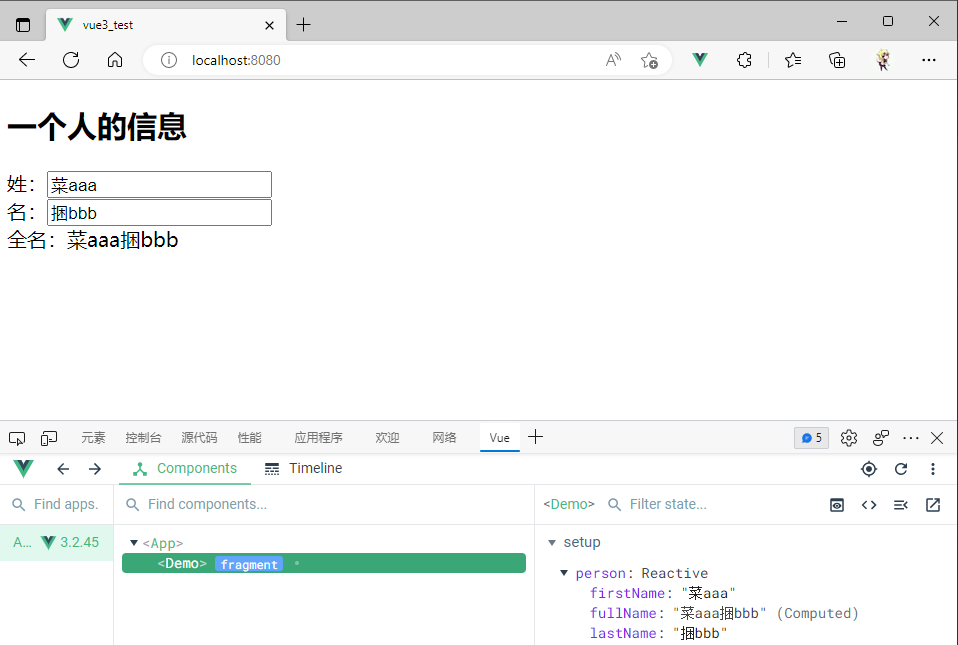 vue3_test
localhost:8080
一个人的信息
姓：菜aaa
名：捆bbb
全名：菜aaa捆bbb
元素 控制台 源代码 性能 应用程序 欢迎 网络 Vue 5
Components Timeline
Find apps. Find components... <Demo> Filter state...
A... 3.2.45
<App>
<Demo> fragment
setup
person: Reactive
firstName: "菜aaa"
fullName: "菜aaa捆bbb" (Computed)
lastName: "捆bbb"